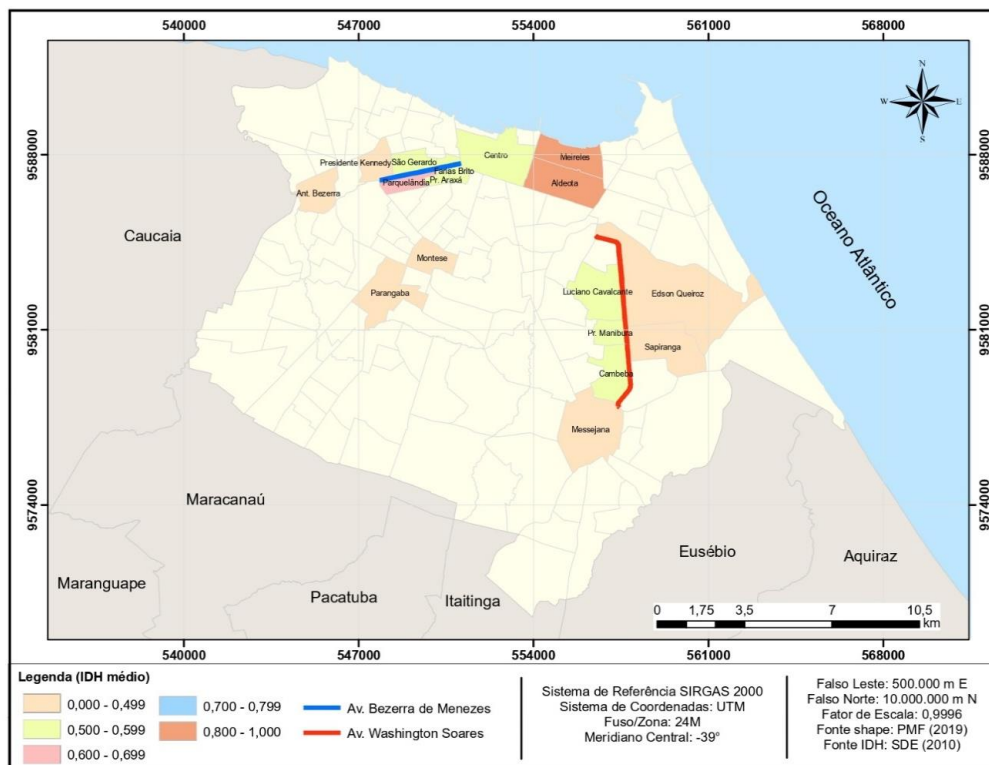 540000
547000
554000
561000
568000
N
W
E
S
9588000
9588000
Presidente Kennedy
São Gerardo
Centro
Meireles
Farias Brito
Parquelândia
Pr. Araxá
Aldeota
Ant. Bezerra
Caucaia
Oceano Atlântico
Montese
Parangaba
Luciano Cavalcante
Edson Queiroz
9581000
9581000
Pr. Manibura
Sapiranga
Cambeba
Messejana
Maracanaú
9574000
9574000
Eusébio
Aquiraz
Maranguape
Pacatuba
Itaitinga
0 1,75 3,5 7 10,5
km
540000
547000
554000
561000
568000
Legenda (IDH médio)
0,000 - 0,499
0,500 - 0,599
0,600 - 0,699
0,700 - 0,799
0,800 - 1,000
Av. Bezerra de Menezes
Av. Washington Soares
Sistema de Referência SIRGAS 2000
Sistema de Coordenadas: UTM
Fuso/Zona: 24M
Meridiano Central: -39°
Falso Leste: 500.000 m E
Falso Norte: 10.000.000 m N
Fator de Escala: 0,9996
Fonte shape: PMF (2019)
Fonte IDH: SDE (2010)